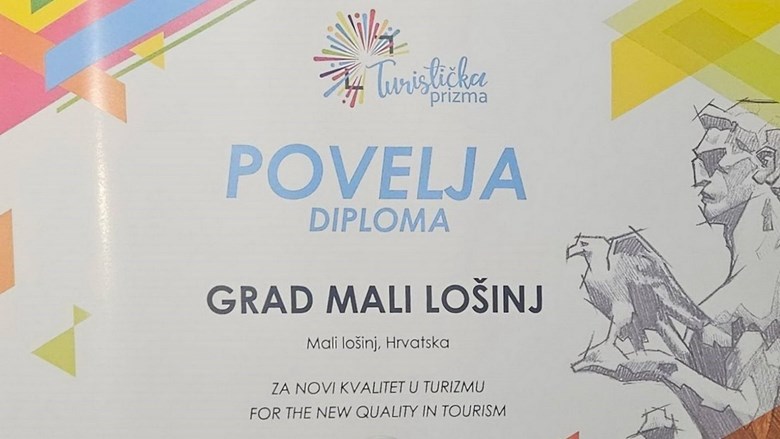 Turistička
prizma
POVELJA
DIPLOMA
GRAD MALI LOŠINJ
Mali lošinj, Hrvatska
ZA NOVI KVALITET U TURIZMU
FOR THE NEW QUALITY IN TOURISM